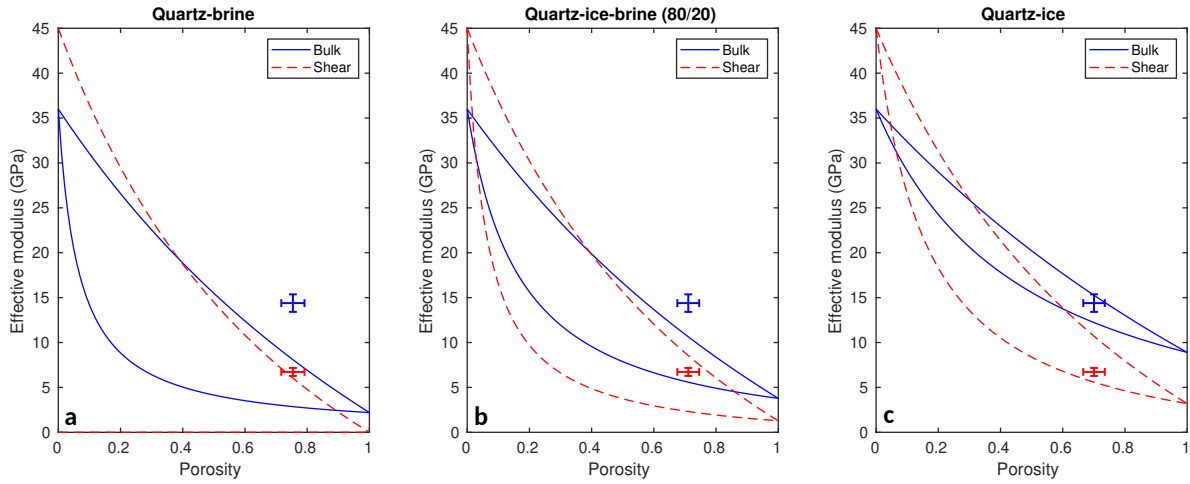 Quartz-brine
Effective modulus (GPa)
45
40
35
30
25
20
15
10
5
0
Bulk
Shear
a
0 0.2 0.4 0.6 0.8 1
Porosity
Quartz-ice-brine (80/20)
Effective modulus (GPa)
45
40
35
30
25
20
15
10
5
0
Bulk
Shear
b
0 0.2 0.4 0.6 0.8 1
Porosity
Quartz-ice
Effective modulus (GPa)
45
40
35
30
25
20
15
10
5
0
Bulk
Shear
c
0 0.2 0.4 0.6 0.8 1
Porosity